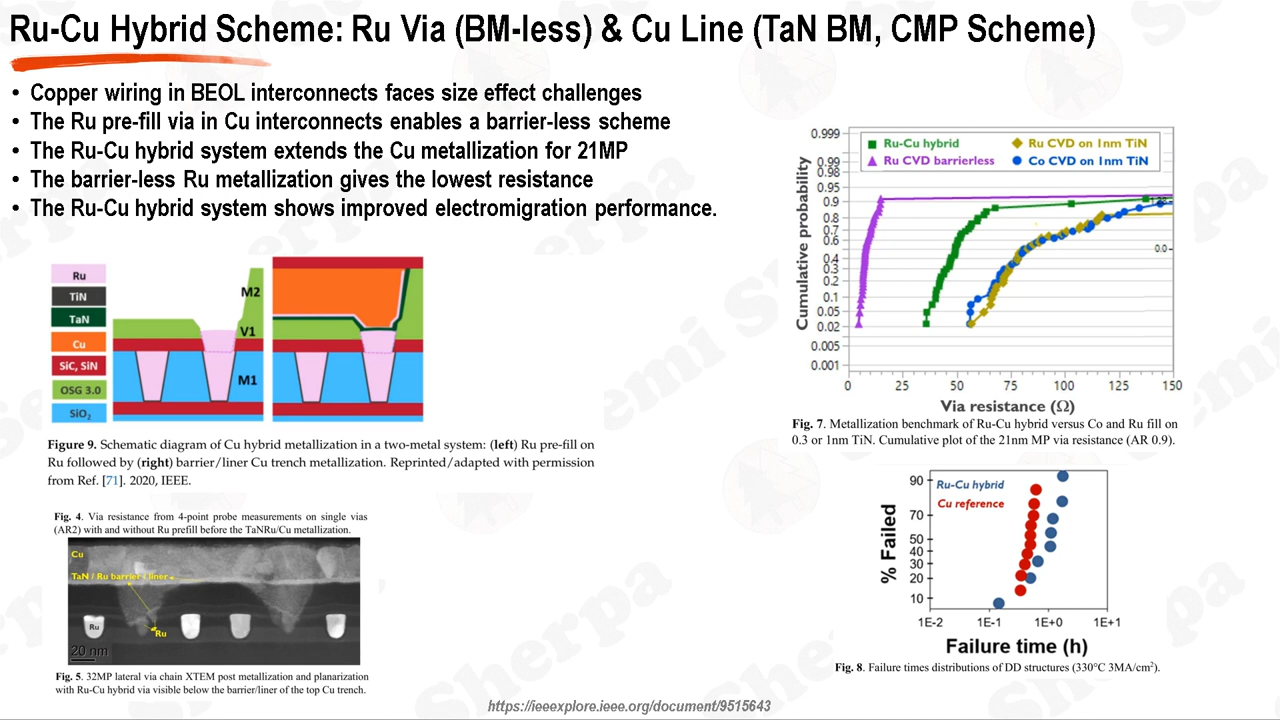 Ru-Cu Hybrid Scheme: Ru Via (BM-less) & Cu Line (TaN BM, CMP Scheme)
• Copper wiring in BEOL interconnects faces size effect challenges
• The Ru pre-fill via in Cu interconnects enables a barrier-less scheme
• The Ru-Cu hybrid system extends the Cu metallization for 21MP
• The barrier-less Ru metallization gives the lowest resistance
• The Ru-Cu hybrid system shows improved electromigration performance.
Ru
TiN
TaN
Cu
SiC, SiN
OSG 3.0
SiO₂
M2
V1
M1
Figure 9. Schematic diagram of Cu hybrid metallization in a two-metal system: (left) Ru pre-fill on
Ru followed by (right) barrier/liner Cu trench metallization. Reprinted/adapted with permission
from Ref. [71]. 2020, IEEE.
Fig. 4. Via resistance from 4-point probe measurements on single vias
(AR2) with and without Ru prefill before the TaNRu/Cu metallization.
Cu
TaN / Ru barrier / liner
Ru
Ru
20 nm
Fig. 5. 32MP lateral via chain XTEM post metallization and planarization
with Ru-Cu hybrid via visible below the barrier/liner of the top Cu trench.
Cumulative probability
0.999
0.99
0.98
0.95
0.9
0.8
0.7
0.6
0.4
0.3
0.2
0.1
0.05
0.02
0.005
0.001
Ru-Cu hybrid
Ru CVD on 1nm TiN
Ru CVD barrierless
Co CVD on 1nm TiN
0.0
0 25 50 75 100 125 150
Via resistance (Ω)
Fig. 7. Metallization benchmark of Ru-Cu hybrid versus Co and Ru fill on
0.3 or 1nm TiN. Cumulative plot of the 21nm MP via resistance (AR 0.9).
% Failed
90
70
50
40
30
20
10
Ru-Cu hybrid
Cu reference
1E-2 1E-1 1E+0 1E+1
Failure time (h)
Fig. 8. Failure times distributions of DD structures (330°C 3MA/cm²).
https://ieeexplore.ieee.org/document/9515643
Semi Sherpa